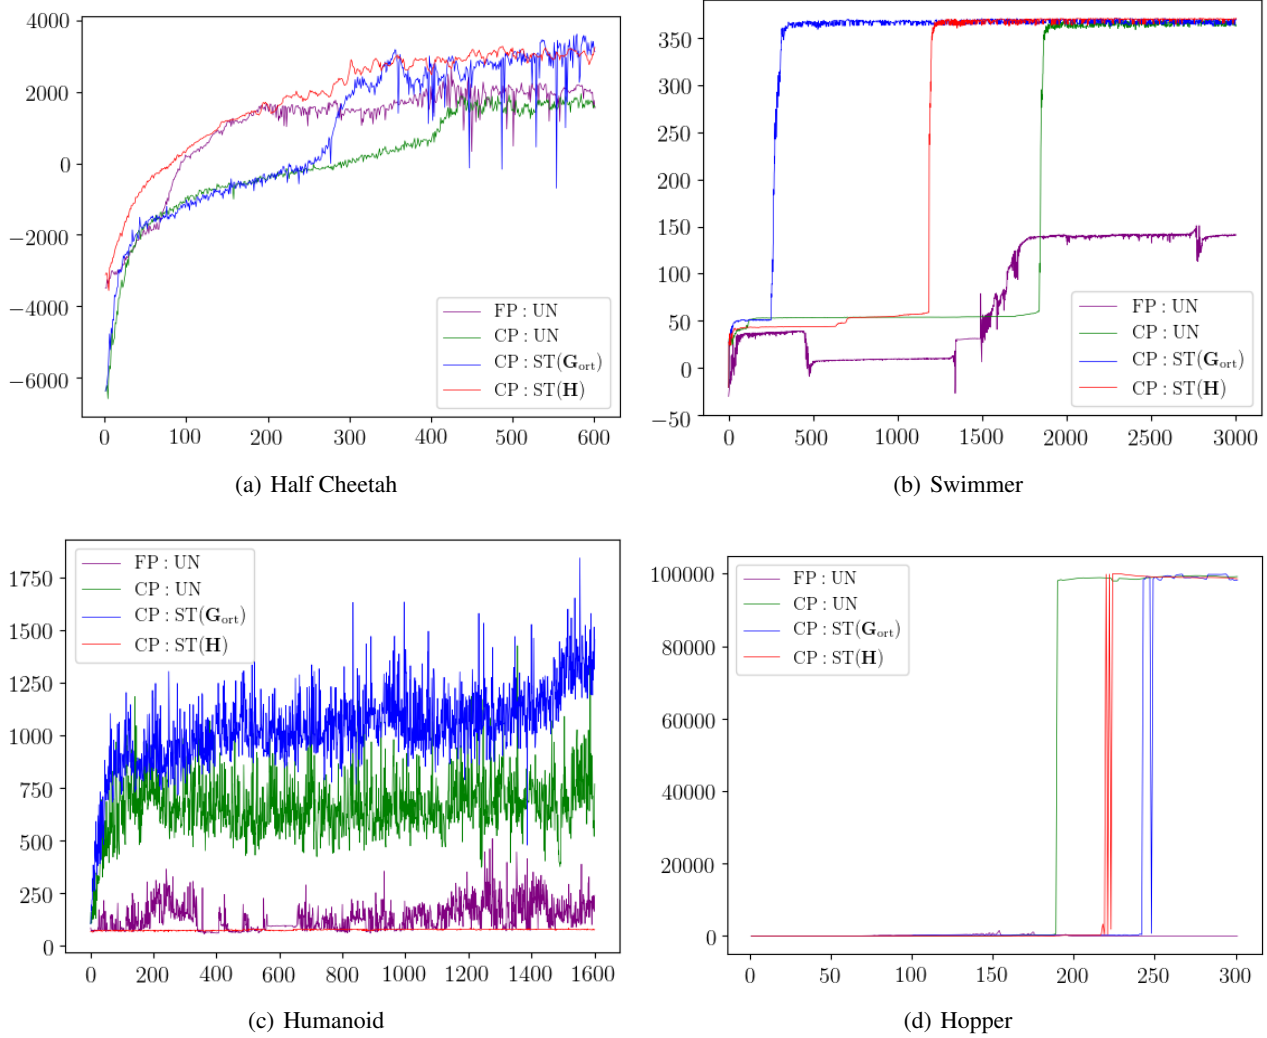 4000
2000
0
−2000
−4000
−6000
0 100 200 300 400 500 600
FP : UN
CP : UN
CP : ST(G_ort)
CP : ST(H)
(a) Half Cheetah
350
300
250
200
150
100
50
0
−50
0 500 1000 1500 2000 2500 3000
FP : UN
CP : UN
CP : ST(G_ort)
CP : ST(H)
(b) Swimmer
1750
1500
1250
1000
750
500
250
0
0 200 400 600 800 1000 1200 1400 1600
FP : UN
CP : UN
CP : ST(G_ort)
CP : ST(H)
(c) Humanoid
100000
80000
60000
40000
20000
0
0 50 100 150 200 250 300
FP : UN
CP : UN
CP : ST(G_ort)
CP : ST(H)
(d) Hopper